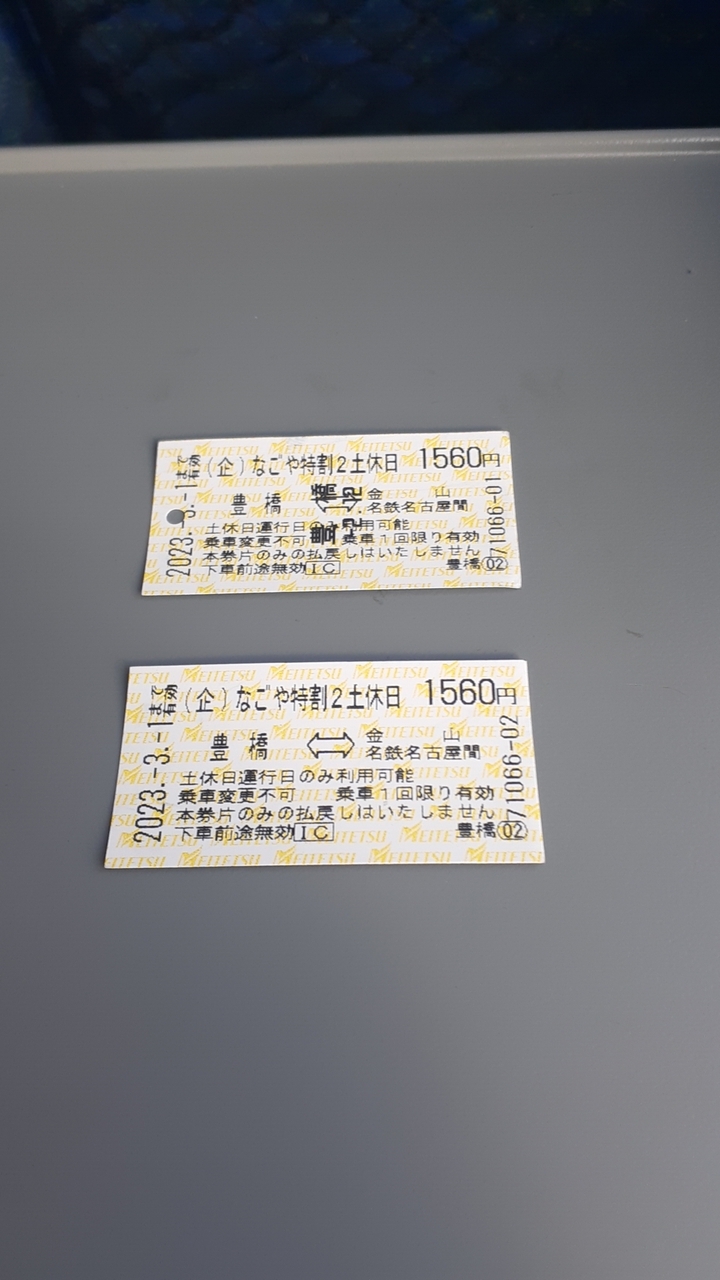 2023.-3.-1まで有効
(企)なごや特割2土休日 1560円
豊橋 金山
名鉄名古屋間
土休日運行日のみ利用可能
乗車変更不可 乗車1回限り有効
本券片のみの払戻しはいたしません
下車前途無効 IC 豊橋02
71066-01
2023.-3.-1まで有効
(企)なごや特割2土休日 1560円
豊橋 ⇔ 金山
名鉄名古屋間
土休日運行日のみ利用可能
乗車変更不可 乗車1回限り有効
本券片のみの払戻しはいたしません
下車前途無効 IC 豊橋02
71066-02
MEITETSU